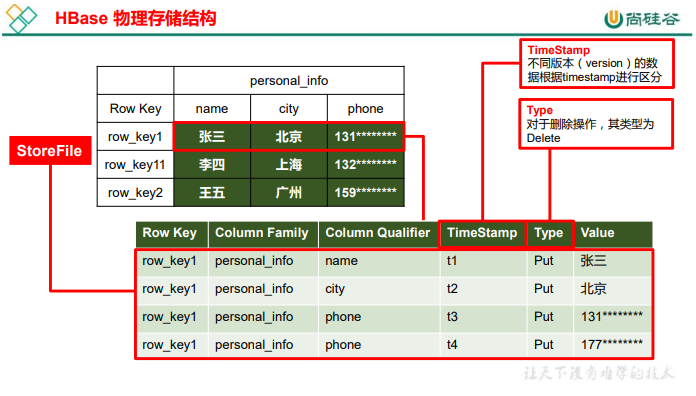 HBase 物理存储结构
尚硅谷
TimeStamp
不同版本（version）的数
据根据timestamp进行区分
Type
对于删除操作，其类型为
Delete
personal_info
Row Key name city phone
row_key1 张三 北京 131********
row_key11 李四 上海 132********
row_key2 王五 广州 159********
StoreFile
Row Key Column Family Column Qualifier TimeStamp Type Value
row_key1 personal_info name t1 Put 张三
row_key1 personal_info city t2 Put 北京
row_key1 personal_info phone t3 Put 131********
row_key1 personal_info phone t4 Put 177********
让天下没有难学的技术